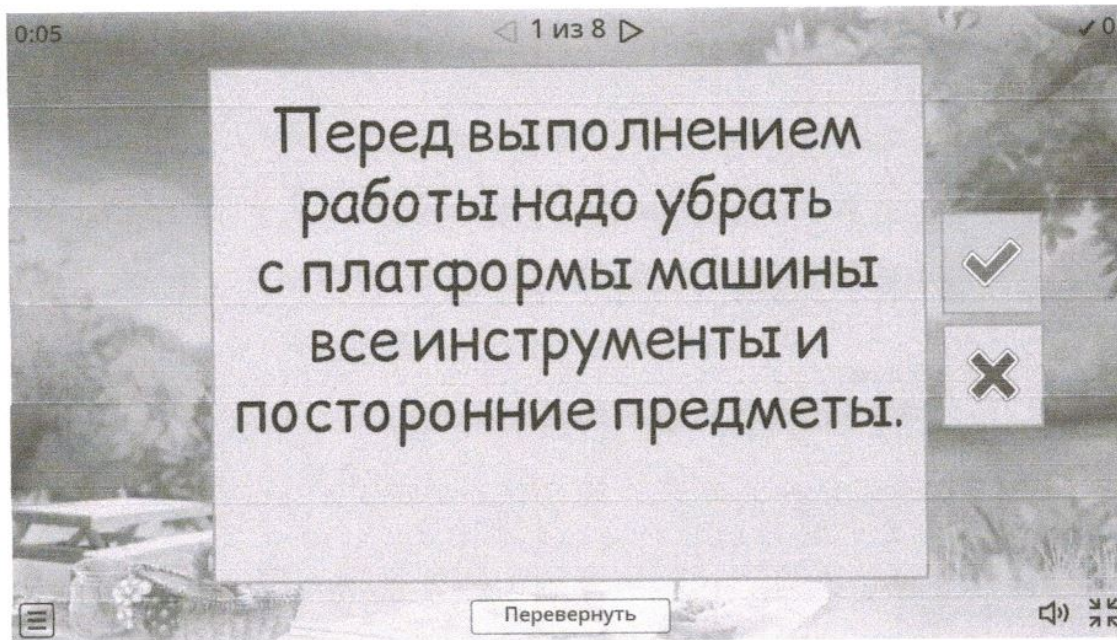 0:05
1 из 8
0
Перед выполнением
работы надо убрать
с платформы машины
все инструменты и
посторонние предметы.
Перевернуть